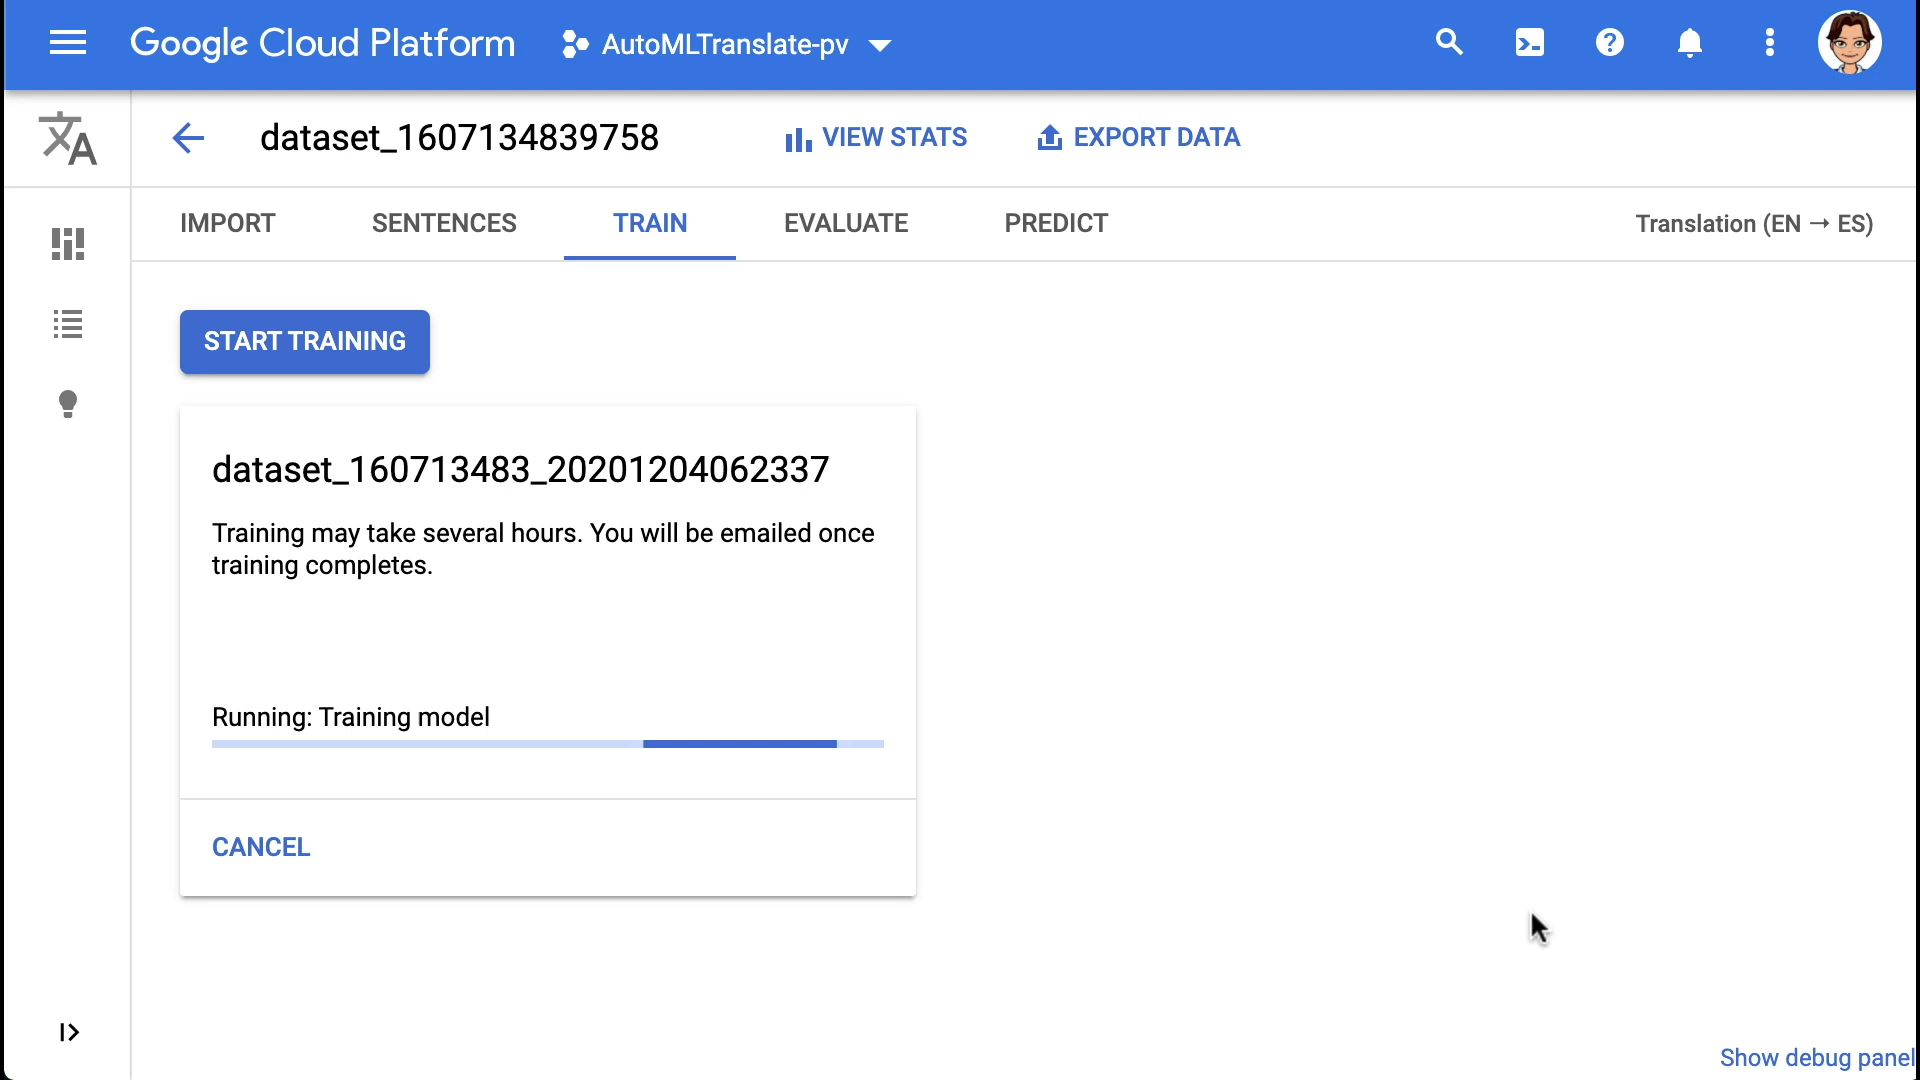 Google Cloud Platform AutoMLTranslate-pv
dataset_1607134839758 VIEW STATS EXPORT DATA
IMPORT SENTENCES TRAIN EVALUATE PREDICT Translation (EN → ES)
START TRAINING
dataset_160713483_20201204062337
Training may take several hours. You will be emailed once
training completes.
Running: Training model
CANCEL
Show debug panel